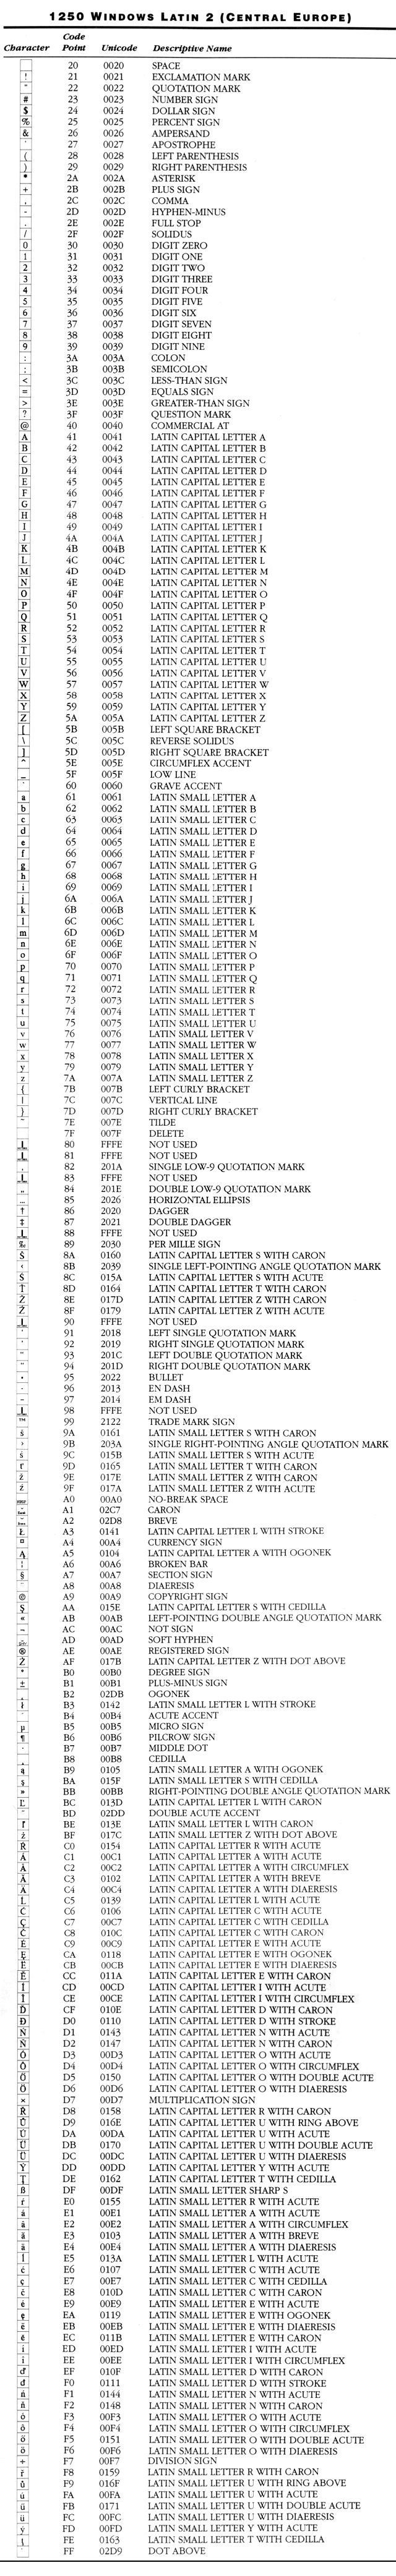 1250 WINDOWS LATIN 2 (CENTRAL EUROPE)
Code
Character Point Unicode Descriptive Name
20 0020 SPACE
! 21 0021 EXCLAMATION MARK
" 22 0022 QUOTATION MARK
# 23 0023 NUMBER SIGN
$ 24 0024 DOLLAR SIGN
% 25 0025 PERCENT SIGN
& 26 0026 AMPERSAND
' 27 0027 APOSTROPHE
( 28 0028 LEFT PARENTHESIS
) 29 0029 RIGHT PARENTHESIS
* 2A 002A ASTERISK
+ 2B 002B PLUS SIGN
, 2C 002C COMMA
- 2D 002D HYPHEN-MINUS
. 2E 002E FULL STOP
/ 2F 002F SOLIDUS
0 30 0030 DIGIT ZERO
1 31 0031 DIGIT ONE
2 32 0032 DIGIT TWO
3 33 0033 DIGIT THREE
4 34 0034 DIGIT FOUR
5 35 0035 DIGIT FIVE
6 36 0036 DIGIT SIX
7 37 0037 DIGIT SEVEN
8 38 0038 DIGIT EIGHT
9 39 0039 DIGIT NINE
: 3A 003A COLON
; 3B 003B SEMICOLON
< 3C 003C LESS-THAN SIGN
= 3D 003D EQUALS SIGN
> 3E 003E GREATER-THAN SIGN
? 3F 003F QUESTION MARK
@ 40 0040 COMMERCIAL AT
A 41 0041 LATIN CAPITAL LETTER A
B 42 0042 LATIN CAPITAL LETTER B
C 43 0043 LATIN CAPITAL LETTER C
D 44 0044 LATIN CAPITAL LETTER D
E 45 0045 LATIN CAPITAL LETTER E
F 46 0046 LATIN CAPITAL LETTER F
G 47 0047 LATIN CAPITAL LETTER G
H 48 0048 LATIN CAPITAL LETTER H
I 49 0049 LATIN CAPITAL LETTER I
J 4A 004A LATIN CAPITAL LETTER J
K 4B 004B LATIN CAPITAL LETTER K
L 4C 004C LATIN CAPITAL LETTER L
M 4D 004D LATIN CAPITAL LETTER M
N 4E 004E LATIN CAPITAL LETTER N
O 4F 004F LATIN CAPITAL LETTER O
P 50 0050 LATIN CAPITAL LETTER P
Q 51 0051 LATIN CAPITAL LETTER Q
R 52 0052 LATIN CAPITAL LETTER R
S 53 0053 LATIN CAPITAL LETTER S
T 54 0054 LATIN CAPITAL LETTER T
U 55 0055 LATIN CAPITAL LETTER U
V 56 0056 LATIN CAPITAL LETTER V
W 57 0057 LATIN CAPITAL LETTER W
X 58 0058 LATIN CAPITAL LETTER X
Y 59 0059 LATIN CAPITAL LETTER Y
Z 5A 005A LATIN CAPITAL LETTER Z
[ 5B 005B LEFT SQUARE BRACKET
\ 5C 005C REVERSE SOLIDUS
] 5D 005D RIGHT SQUARE BRACKET
^ 5E 005E CIRCUMFLEX ACCENT
_ 5F 005F LOW LINE
` 60 0060 GRAVE ACCENT
a 61 0061 LATIN SMALL LETTER A
b 62 0062 LATIN SMALL LETTER B
c 63 0063 LATIN SMALL LETTER C
d 64 0064 LATIN SMALL LETTER D
e 65 0065 LATIN SMALL LETTER E
f 66 0066 LATIN SMALL LETTER F
g 67 0067 LATIN SMALL LETTER G
h 68 0068 LATIN SMALL LETTER H
i 69 0069 LATIN SMALL LETTER I
j 6A 006A LATIN SMALL LETTER J
k 6B 006B LATIN SMALL LETTER K
l 6C 006C LATIN SMALL LETTER L
m 6D 006D LATIN SMALL LETTER M
n 6E 006E LATIN SMALL LETTER N
o 6F 006F LATIN SMALL LETTER O
p 70 0070 LATIN SMALL LETTER P
q 71 0071 LATIN SMALL LETTER Q
r 72 0072 LATIN SMALL LETTER R
s 73 0073 LATIN SMALL LETTER S
t 74 0074 LATIN SMALL LETTER T
u 75 0075 LATIN SMALL LETTER U
v 76 0076 LATIN SMALL LETTER V
w 77 0077 LATIN SMALL LETTER W
x 78 0078 LATIN SMALL LETTER X
y 79 0079 LATIN SMALL LETTER Y
z 7A 007A LATIN SMALL LETTER Z
{ 7B 007B LEFT CURLY BRACKET
| 7C 007C VERTICAL LINE
} 7D 007D RIGHT CURLY BRACKET
~ 7E 007E TILDE
7F 007F DELETE
80 FFFE NOT USED
81 FFFE NOT USED
‚ 82 201A SINGLE LOW-9 QUOTATION MARK
83 FFFE NOT USED
„ 84 201E DOUBLE LOW-9 QUOTATION MARK
… 85 2026 HORIZONTAL ELLIPSIS
† 86 2020 DAGGER
‡ 87 2021 DOUBLE DAGGER
88 FFFE NOT USED
‰ 89 2030 PER MILLE SIGN
Š 8A 0160 LATIN CAPITAL LETTER S WITH CARON
‹ 8B 2039 SINGLE LEFT-POINTING ANGLE QUOTATION MARK
Ś 8C 015A LATIN CAPITAL LETTER S WITH ACUTE
Ť 8D 0164 LATIN CAPITAL LETTER T WITH CARON
Ž 8E 017D LATIN CAPITAL LETTER Z WITH CARON
Ź 8F 0179 LATIN CAPITAL LETTER Z WITH ACUTE
90 FFFE NOT USED
‘ 91 2018 LEFT SINGLE QUOTATION MARK
’ 92 2019 RIGHT SINGLE QUOTATION MARK
“ 93 201C LEFT DOUBLE QUOTATION MARK
” 94 201D RIGHT DOUBLE QUOTATION MARK
• 95 2022 BULLET
– 96 2013 EN DASH
— 97 2014 EM DASH
98 FFFE NOT USED
™ 99 2122 TRADE MARK SIGN
š 9A 0161 LATIN SMALL LETTER S WITH CARON
› 9B 203A SINGLE RIGHT-POINTING ANGLE QUOTATION MARK
ś 9C 015B LATIN SMALL LETTER S WITH ACUTE
ť 9D 0165 LATIN SMALL LETTER T WITH CARON
ž 9E 017E LATIN SMALL LETTER Z WITH CARON
ź 9F 017A LATIN SMALL LETTER Z WITH ACUTE
A0 00A0 NO-BREAK SPACE
ˇ A1 02C7 CARON
˘ A2 02D8 BREVE
Ł A3 0141 LATIN CAPITAL LETTER L WITH STROKE
¤ A4 00A4 CURRENCY SIGN
Ą A5 0104 LATIN CAPITAL LETTER A WITH OGONEK
¦ A6 00A6 BROKEN BAR
§ A7 00A7 SECTION SIGN
¨ A8 00A8 DIAERESIS
© A9 00A9 COPYRIGHT SIGN
Ş AA 015E LATIN CAPITAL LETTER S WITH CEDILLA
« AB 00AB LEFT-POINTING DOUBLE ANGLE QUOTATION MARK
¬ AC 00AC NOT SIGN
AD 00AD SOFT HYPHEN
® AE 00AE REGISTERED SIGN
Ż AF 017B LATIN CAPITAL LETTER Z WITH DOT ABOVE
° B0 00B0 DEGREE SIGN
± B1 00B1 PLUS-MINUS SIGN
˛ B2 02DB OGONEK
ł B3 0142 LATIN SMALL LETTER L WITH STROKE
´ B4 00B4 ACUTE ACCENT
µ B5 00B5 MICRO SIGN
¶ B6 00B6 PILCROW SIGN
· B7 00B7 MIDDLE DOT
¸ B8 00B8 CEDILLA
ą B9 0105 LATIN SMALL LETTER A WITH OGONEK
ş BA 015F LATIN SMALL LETTER S WITH CEDILLA
» BB 00BB RIGHT-POINTING DOUBLE ANGLE QUOTATION MARK
Ľ BC 013D LATIN CAPITAL LETTER L WITH CARON
˝ BD 02DD DOUBLE ACUTE ACCENT
ľ BE 013E LATIN SMALL LETTER L WITH CARON
ż BF 017C LATIN SMALL LETTER Z WITH DOT ABOVE
Ŕ C0 0154 LATIN CAPITAL LETTER R WITH ACUTE
Á C1 00C1 LATIN CAPITAL LETTER A WITH ACUTE
Â C2 00C2 LATIN CAPITAL LETTER A WITH CIRCUMFLEX
Ă C3 0102 LATIN CAPITAL LETTER A WITH BREVE
Ä C4 00C4 LATIN CAPITAL LETTER A WITH DIAERESIS
Ĺ C5 0139 LATIN CAPITAL LETTER L WITH ACUTE
Ć C6 0106 LATIN CAPITAL LETTER C WITH ACUTE
Ç C7 00C7 LATIN CAPITAL LETTER C WITH CEDILLA
Č C8 010C LATIN CAPITAL LETTER C WITH CARON
É C9 00C9 LATIN CAPITAL LETTER E WITH ACUTE
Ę CA 0118 LATIN CAPITAL LETTER E WITH OGONEK
Ë CB 00CB LATIN CAPITAL LETTER E WITH DIAERESIS
Ě CC 011A LATIN CAPITAL LETTER E WITH CARON
Í CD 00CD LATIN CAPITAL LETTER I WITH ACUTE
Î CE 00CE LATIN CAPITAL LETTER I WITH CIRCUMFLEX
Ď CF 010E LATIN CAPITAL LETTER D WITH CARON
Đ D0 0110 LATIN CAPITAL LETTER D WITH STROKE
Ń D1 0143 LATIN CAPITAL LETTER N WITH ACUTE
Ň D2 0147 LATIN CAPITAL LETTER N WITH CARON
Ó D3 00D3 LATIN CAPITAL LETTER O WITH ACUTE
Ô D4 00D4 LATIN CAPITAL LETTER O WITH CIRCUMFLEX
Ő D5 0150 LATIN CAPITAL LETTER O WITH DOUBLE ACUTE
Ö D6 00D6 LATIN CAPITAL LETTER O WITH DIAERESIS
× D7 00D7 MULTIPLICATION SIGN
Ř D8 0158 LATIN CAPITAL LETTER R WITH CARON
Ů D9 016E LATIN CAPITAL LETTER U WITH RING ABOVE
Ú DA 00DA LATIN CAPITAL LETTER U WITH ACUTE
Ű DB 0170 LATIN CAPITAL LETTER U WITH DOUBLE ACUTE
Ü DC 00DC LATIN CAPITAL LETTER U WITH DIAERESIS
Ý DD 00DD LATIN CAPITAL LETTER Y WITH ACUTE
Ţ DE 0162 LATIN CAPITAL LETTER T WITH CEDILLA
ß DF 00DF LATIN SMALL LETTER SHARP S
ŕ E0 0155 LATIN SMALL LETTER R WITH ACUTE
á E1 00E1 LATIN SMALL LETTER A WITH ACUTE
â E2 00E2 LATIN SMALL LETTER A WITH CIRCUMFLEX
ă E3 0103 LATIN SMALL LETTER A WITH BREVE
ä E4 00E4 LATIN SMALL LETTER A WITH DIAERESIS
ĺ E5 013A LATIN SMALL LETTER L WITH ACUTE
ć E6 0107 LATIN SMALL LETTER C WITH ACUTE
ç E7 00E7 LATIN SMALL LETTER C WITH CEDILLA
č E8 010D LATIN SMALL LETTER C WITH CARON
é E9 00E9 LATIN SMALL LETTER E WITH ACUTE
ę EA 0119 LATIN SMALL LETTER E WITH OGONEK
ë EB 00EB LATIN SMALL LETTER E WITH DIAERESIS
ě EC 011B LATIN SMALL LETTER E WITH CARON
í ED 00ED LATIN SMALL LETTER I WITH ACUTE
î EE 00EE LATIN SMALL LETTER I WITH CIRCUMFLEX
ď EF 010F LATIN SMALL LETTER D WITH CARON
đ F0 0111 LATIN SMALL LETTER D WITH STROKE
ń F1 0144 LATIN SMALL LETTER N WITH ACUTE
ň F2 0148 LATIN SMALL LETTER N WITH CARON
ó F3 00F3 LATIN SMALL LETTER O WITH ACUTE
ô F4 00F4 LATIN SMALL LETTER O WITH CIRCUMFLEX
ő F5 0151 LATIN SMALL LETTER O WITH DOUBLE ACUTE
ö F6 00F6 LATIN SMALL LETTER O WITH DIAERESIS
÷ F7 00F7 DIVISION SIGN
ř F8 0159 LATIN SMALL LETTER R WITH CARON
ů F9 016F LATIN SMALL LETTER U WITH RING ABOVE
ú FA 00FA LATIN SMALL LETTER U WITH ACUTE
ű FB 0171 LATIN SMALL LETTER U WITH DOUBLE ACUTE
ü FC 00FC LATIN SMALL LETTER U WITH DIAERESIS
ý FD 00FD LATIN SMALL LETTER Y WITH ACUTE
ţ FE 0163 LATIN SMALL LETTER T WITH CEDILLA
˙ FF 02D9 DOT ABOVE